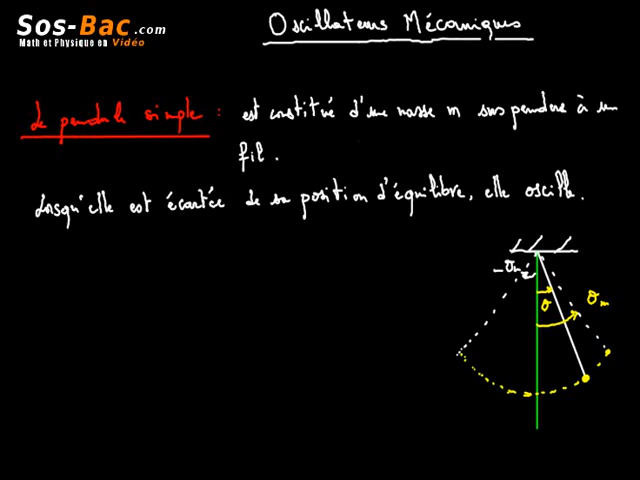 Sos-Bac.com
Math et Physique en Vidéo
Oscillateurs Mécaniques
Le pendule simple : est constitué d'une masse m suspendue à un
fil.
Lorsqu'elle est écartée de sa position d'équilibre, elle oscille.
-θm
θ
θm